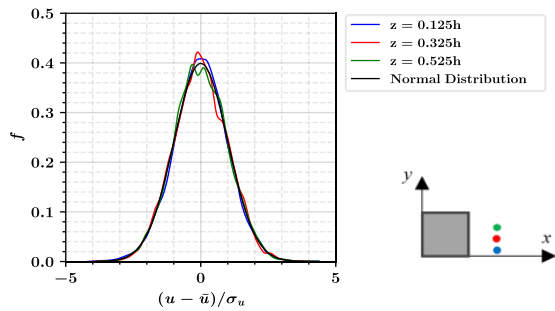 0.5
0.4
0.3
0.2
0.1
0.0
f
−5
0
5
(u − ū)/σᵤ
z = 0.125h
z = 0.325h
z = 0.525h
Normal Distribution
y
x